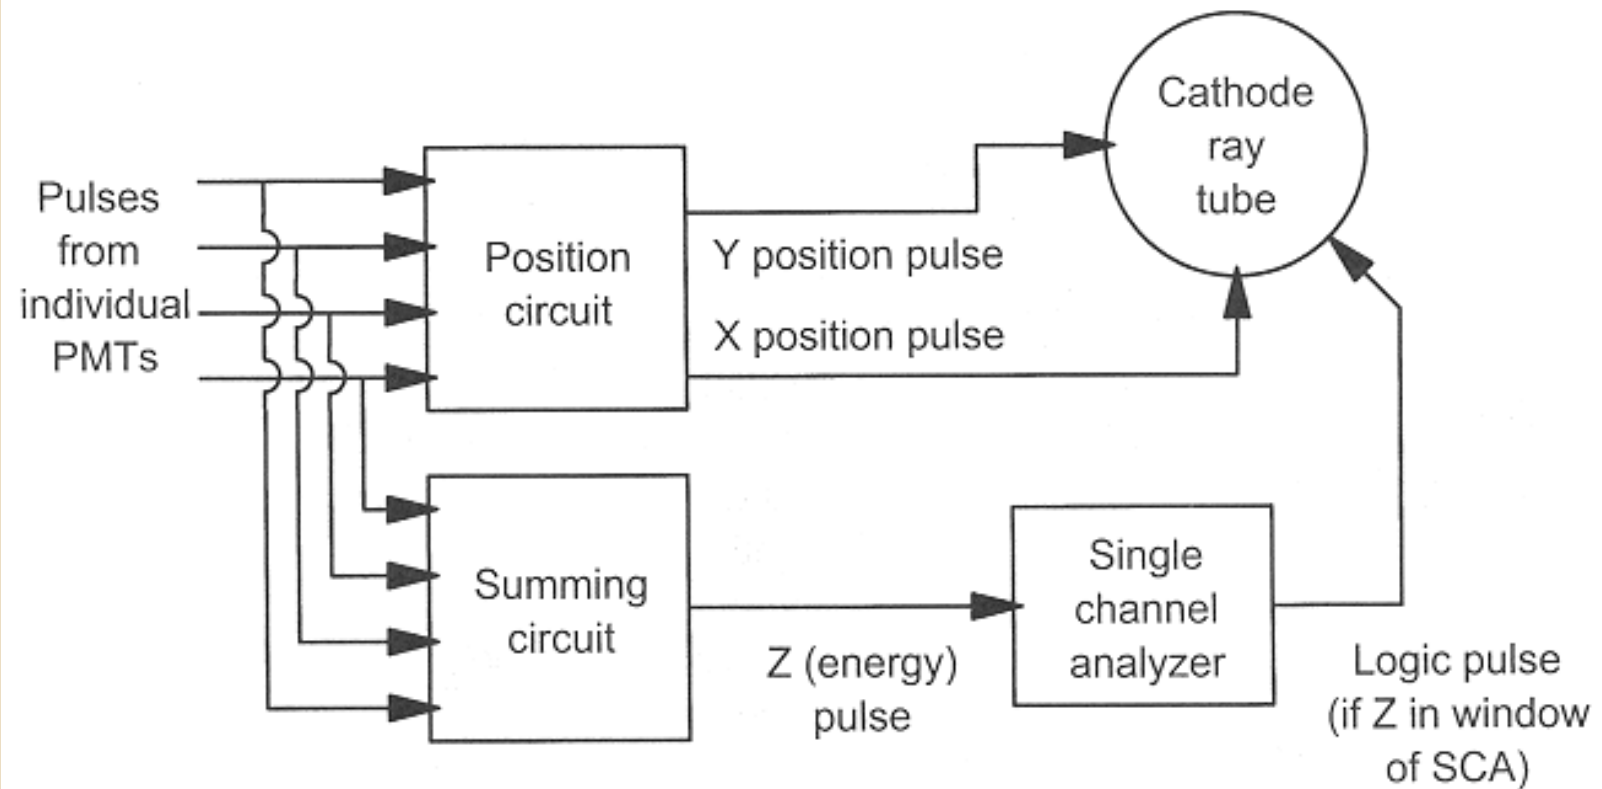 Pulses
from
individual
PMTs
Position
circuit
Y position pulse
X position pulse
Cathode
ray
tube
Summing
circuit
Z (energy)
pulse
Single
channel
analyzer
Logic pulse
(if Z in window
of SCA)